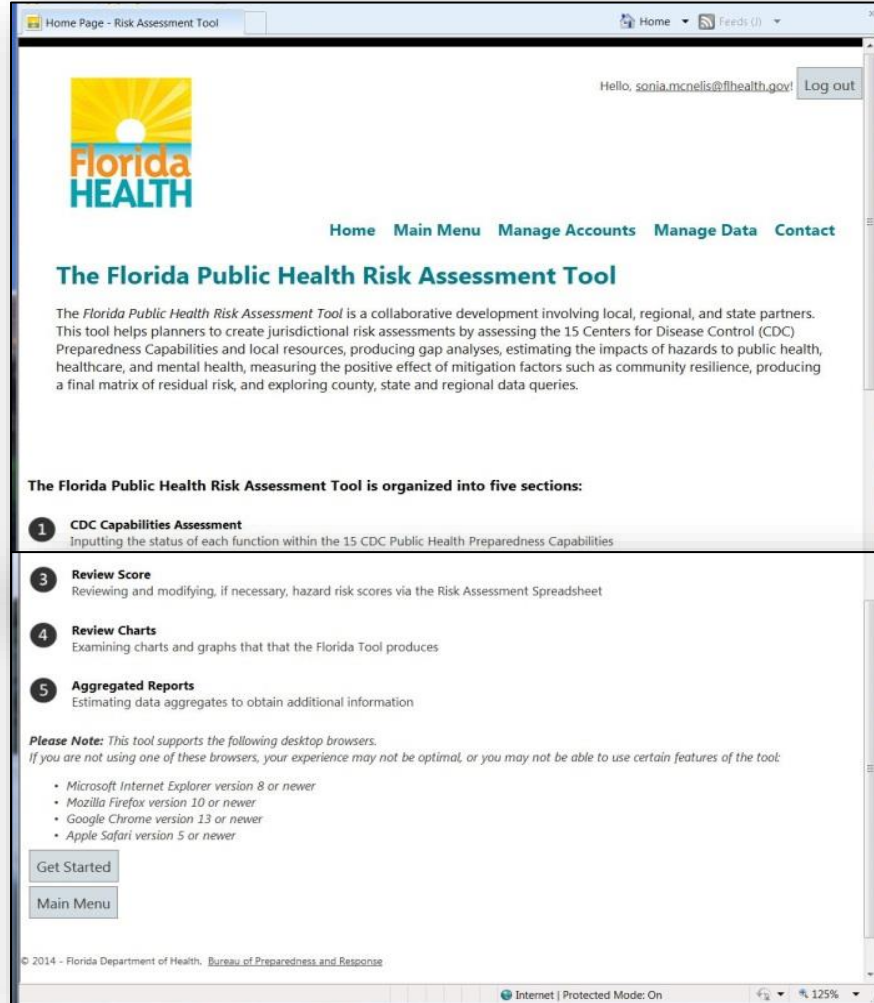 Home Page - Risk Assessment Tool
Home
Feeds (J)
Hello, sonia.mcnelis@flhealth.gov!
Log out
Florida
HEALTH
Home Main Menu Manage Accounts Manage Data Contact
The Florida Public Health Risk Assessment Tool
The Florida Public Health Risk Assessment Tool is a collaborative development involving local, regional, and state partners.
This tool helps planners to create jurisdictional risk assessments by assessing the 15 Centers for Disease Control (CDC)
Preparedness Capabilities and local resources, producing gap analyses, estimating the impacts of hazards to public health,
healthcare, and mental health, measuring the positive effect of mitigation factors such as community resilience, producing
a final matrix of residual risk, and exploring county, state and regional data queries.
The Florida Public Health Risk Assessment Tool is organized into five sections:
1 CDC Capabilities Assessment
Inputting the status of each function within the 15 CDC Public Health Preparedness Capabilities
3 Review Score
Reviewing and modifying, if necessary, hazard risk scores via the Risk Assessment Spreadsheet
4 Review Charts
Examining charts and graphs that that the Florida Tool produces
5 Aggregated Reports
Estimating data aggregates to obtain additional information
Please Note: This tool supports the following desktop browsers.
If you are not using one of these browsers, your experience may not be optimal, or you may not be able to use certain features of the tool:
• Microsoft Internet Explorer version 8 or newer
• Mozilla Firefox version 10 or newer
• Google Chrome version 13 or newer
• Apple Safari version 5 or newer
Get Started
Main Menu
© 2014 - Florida Department of Health. Bureau of Preparedness and Response
Internet | Protected Mode: On
125%